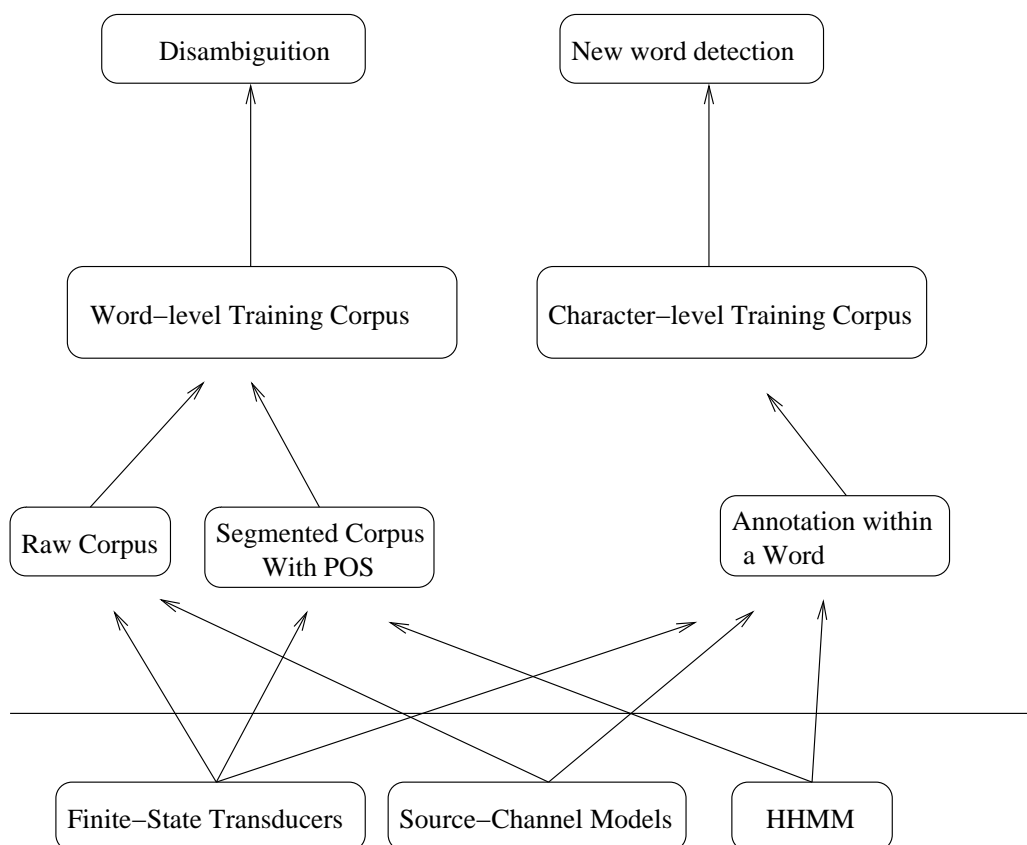 Disambiguition
New word detection
Word−level Training Corpus
Character−level Training Corpus
Raw Corpus
Segmented Corpus
With POS
Annotation within
a Word
Finite−State Transducers
Source−Channel Models
HHMM